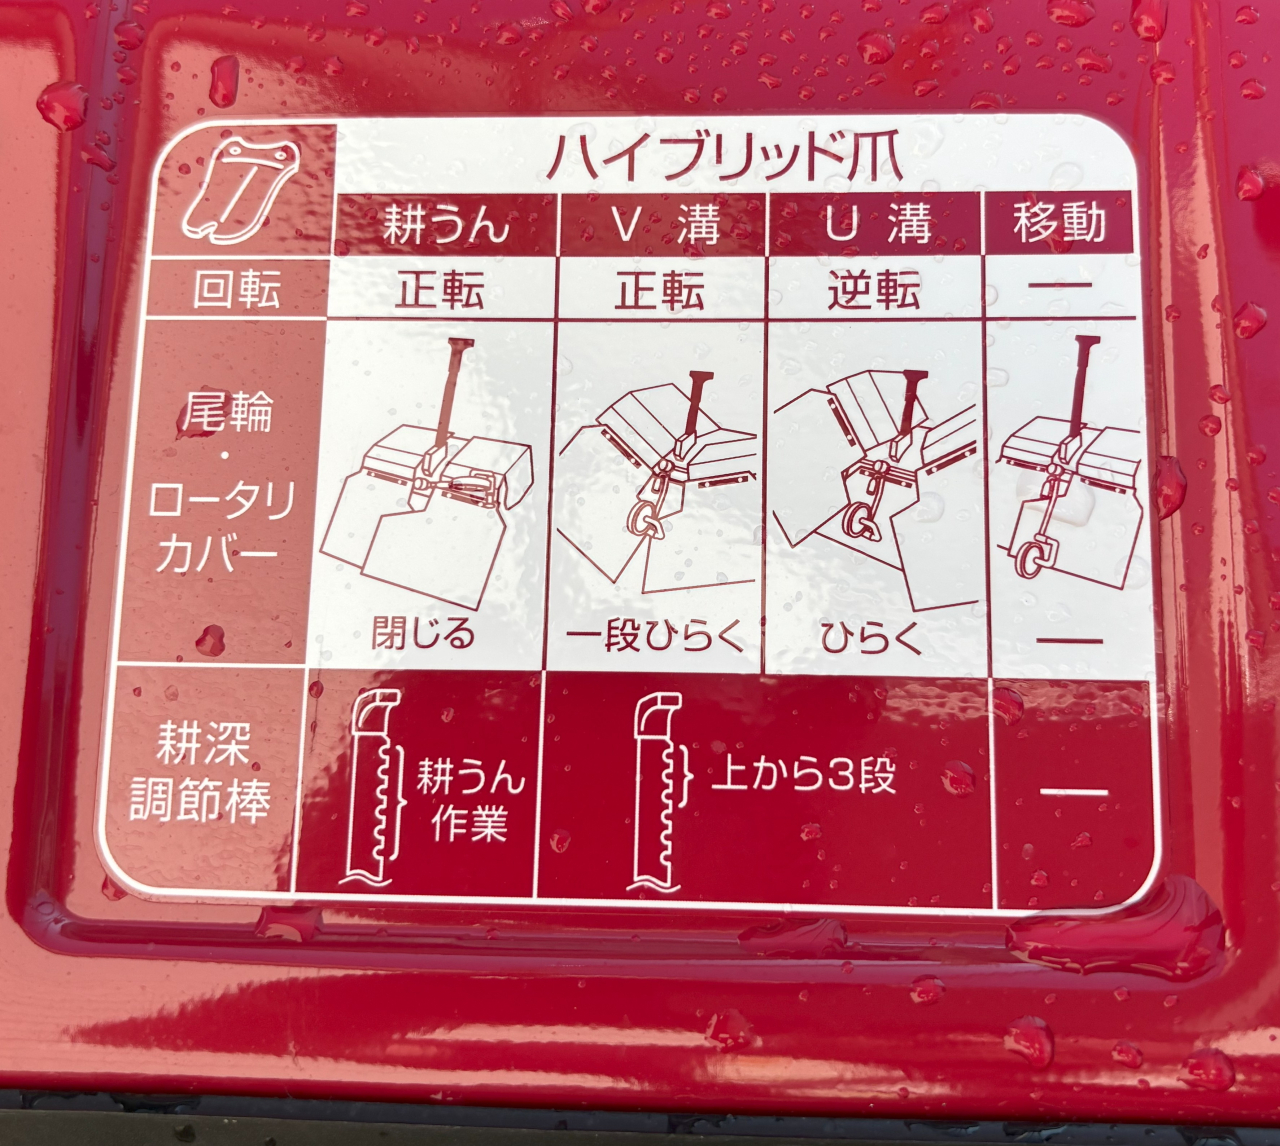 ハイブリッド爪
耕うん V 溝 U 溝 移動
回転 正転 正転 逆転 —
尾輪
・
ロータリ
カバー
閉じる 一段ひらく ひらく —
耕深
調節棒
耕うん
作業
上から3段
—